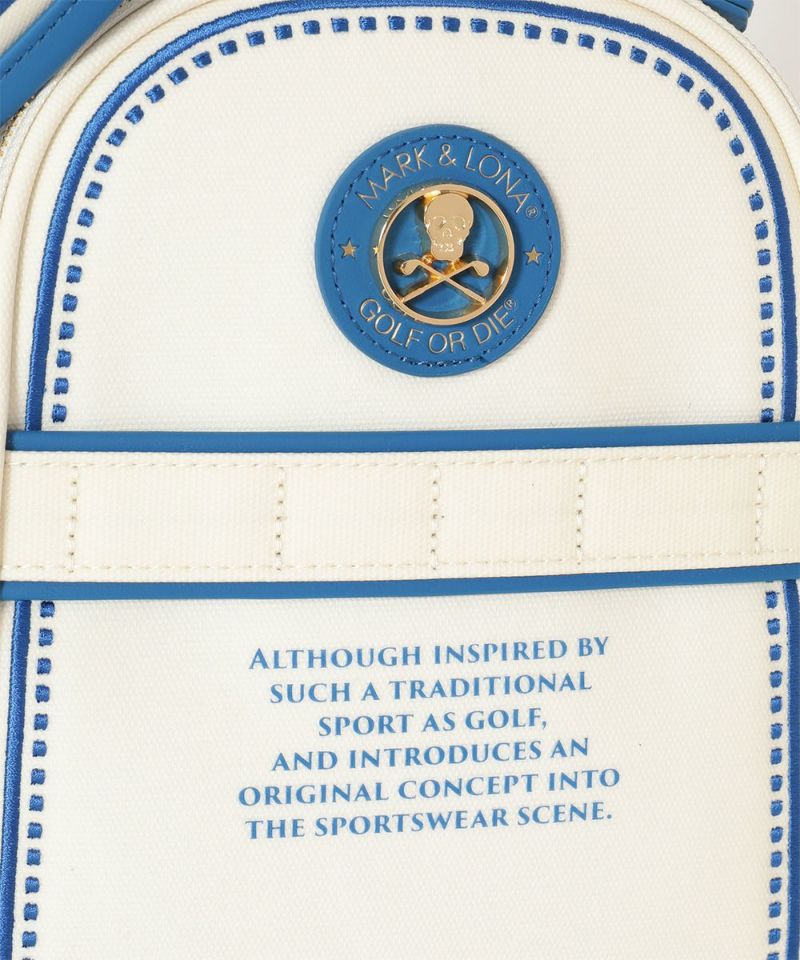 MARK & LONA®
GOLF OR DIE®
ALTHOUGH INSPIRED BY
SUCH A TRADITIONAL
SPORT AS GOLF,
AND INTRODUCES AN
ORIGINAL CONCEPT INTO
THE SPORTSWEAR SCENE.